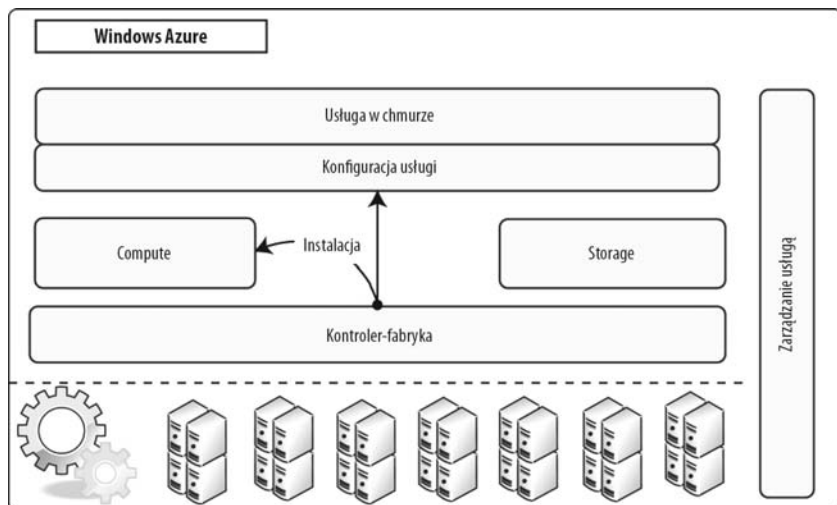 Windows Azure
Usługa w chmurze
Konfiguracja usługi
Compute
Instalacja
Storage
Kontroler-fabryka
Zarządzanie usługą